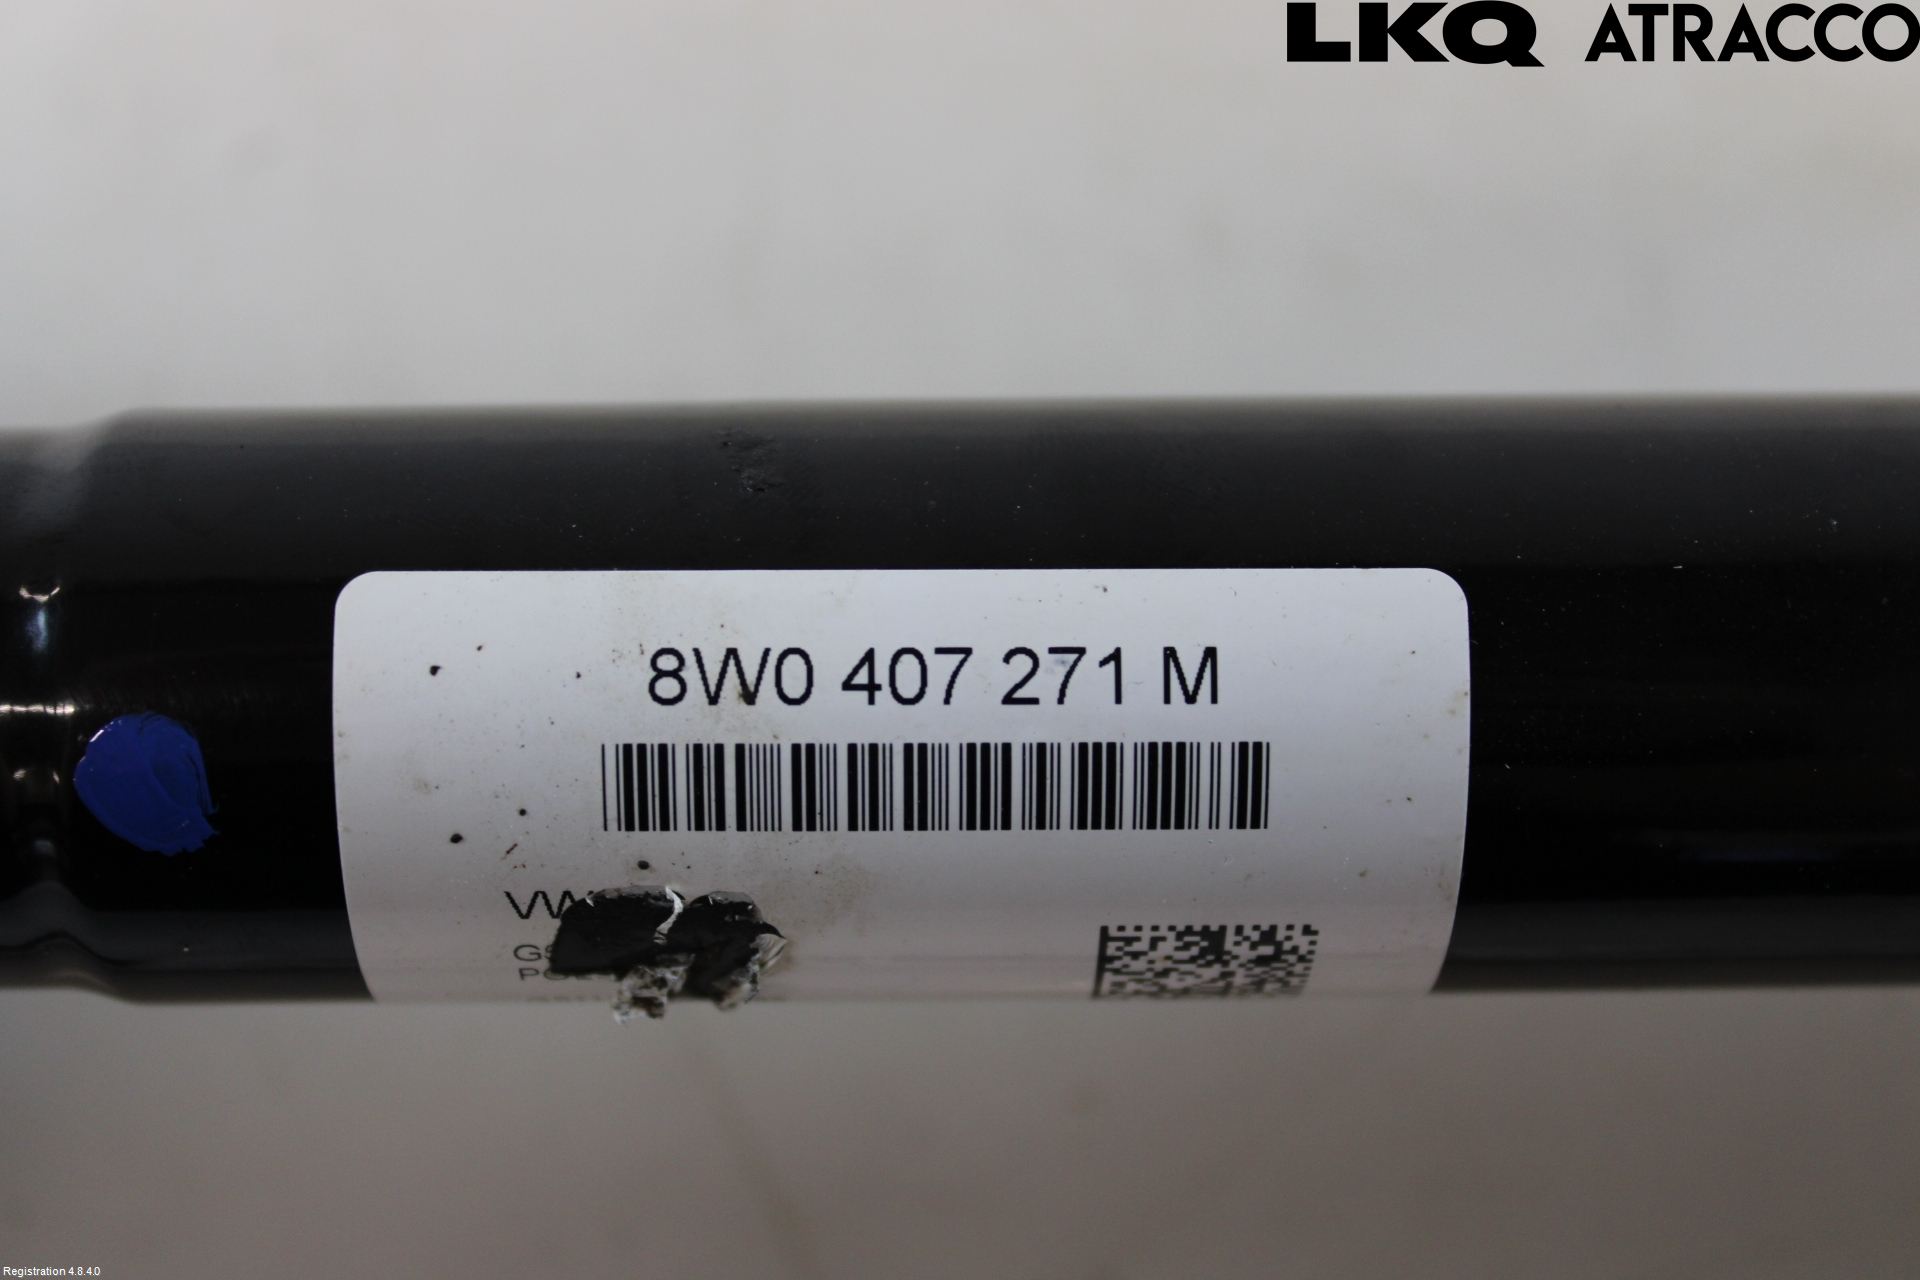 LKQ ATRACCO
8W0 407 271 M
Registration 4.8.4.0